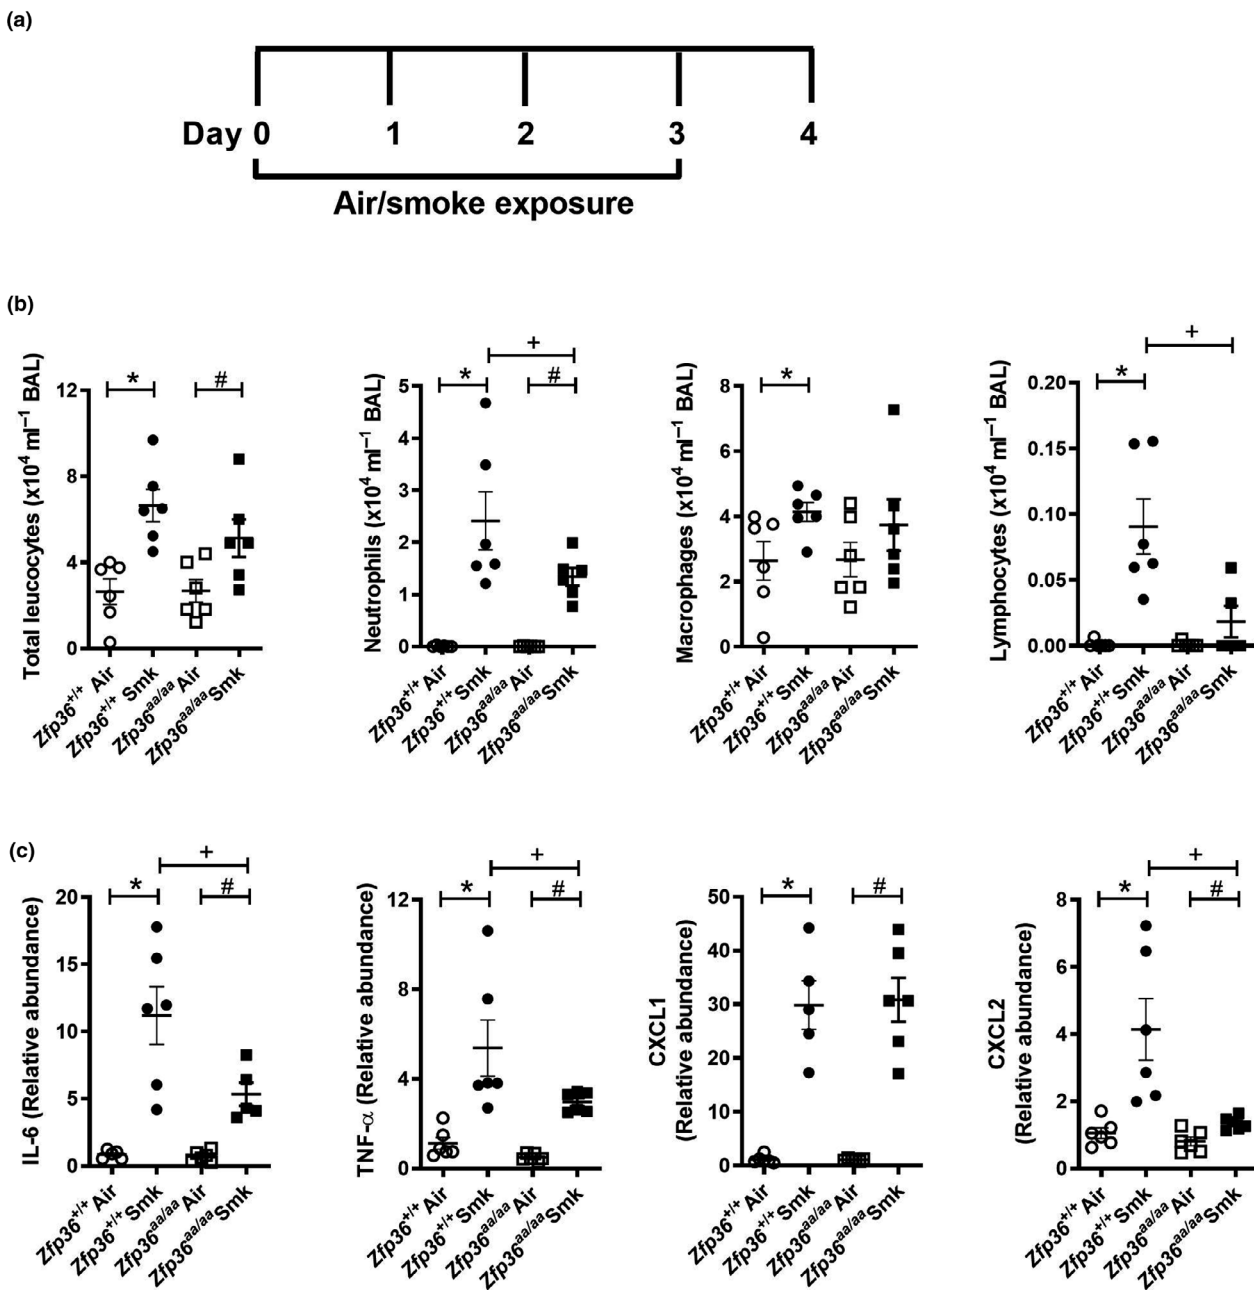 (a)
Day 0 1 2 3 4
Air/smoke exposure
(b)
Total leucocytes (x10⁴ ml⁻¹ BAL)
12
8
4
0
* #
Zfp36⁺/⁺ Air
Zfp36⁺/⁺ Smk
Zfp36ᵃᵃ/ᵃᵃ Air
Zfp36ᵃᵃ/ᵃᵃ Smk
Neutrophils (x10⁴ ml⁻¹ BAL)
5
4
3
2
1
0
+
* #
Zfp36⁺/⁺ Air
Zfp36⁺/⁺ Smk
Zfp36ᵃᵃ/ᵃᵃ Air
Zfp36ᵃᵃ/ᵃᵃ Smk
Macrophages (x10⁴ ml⁻¹ BAL)
8
6
4
2
0
*
Zfp36⁺/⁺ Air
Zfp36⁺/⁺ Smk
Zfp36ᵃᵃ/ᵃᵃ Air
Zfp36ᵃᵃ/ᵃᵃ Smk
Lymphocytes (x10⁴ ml⁻¹ BAL)
0.20
0.15
0.10
0.05
0.00
+
*
Zfp36⁺/⁺ Air
Zfp36⁺/⁺ Smk
Zfp36ᵃᵃ/ᵃᵃ Air
Zfp36ᵃᵃ/ᵃᵃ Smk
(c)
IL-6 (Relative abundance)
20
15
10
5
0
+
* #
Zfp36⁺/⁺ Air
Zfp36⁺/⁺ Smk
Zfp36ᵃᵃ/ᵃᵃ Air
Zfp36ᵃᵃ/ᵃᵃ Smk
TNF-α (Relative abundance)
12
8
4
0
+
* #
Zfp36⁺/⁺ Air
Zfp36⁺/⁺ Smk
Zfp36ᵃᵃ/ᵃᵃ Air
Zfp36ᵃᵃ/ᵃᵃ Smk
CXCL1
(Relative abundance)
50
40
30
20
10
0
* #
Zfp36⁺/⁺ Air
Zfp36⁺/⁺ Smk
Zfp36ᵃᵃ/ᵃᵃ Air
Zfp36ᵃᵃ/ᵃᵃ Smk
CXCL2
(Relative abundance)
8
6
4
2
0
+
* #
Zfp36⁺/⁺ Air
Zfp36⁺/⁺ Smk
Zfp36ᵃᵃ/ᵃᵃ Air
Zfp36ᵃᵃ/ᵃᵃ Smk